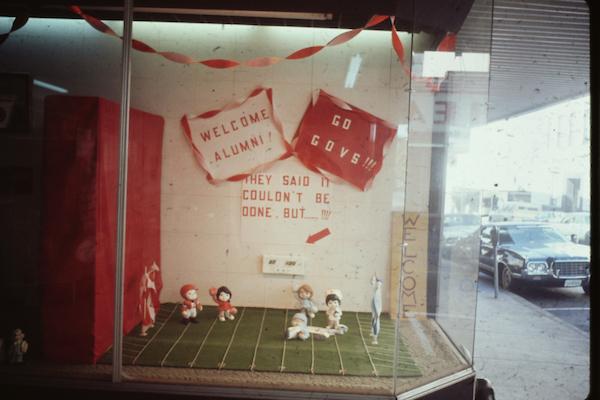 WELCOME
ALUMNI!
GO
GOVS!!!
THEY SAID IT
COULDN'T BE
DONE, BUT......!!!!
WELCOME